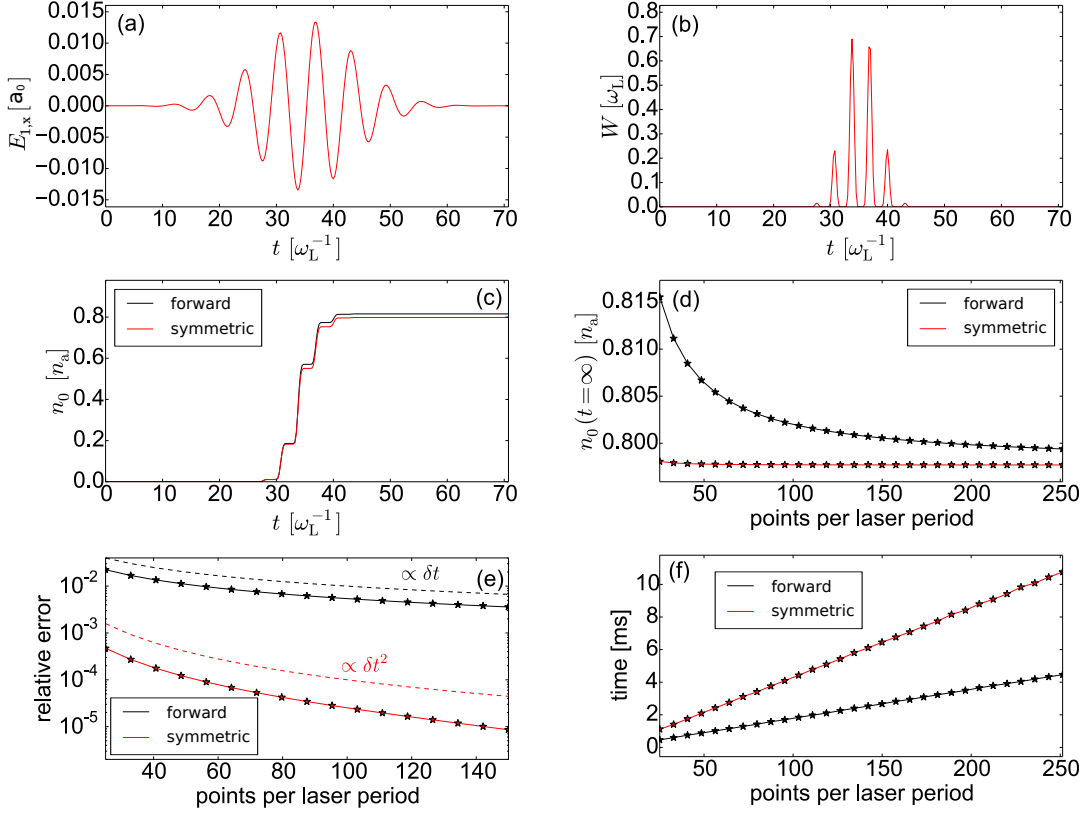 (a)
E₁,ₓ [a₀]
0.015
0.010
0.005
0.000
−0.005
−0.010
−0.015
0 10 20 30 40 50 60 70
t [ω_L⁻¹]
(b)
W [ω_L]
0.8
0.7
0.6
0.5
0.4
0.3
0.2
0.1
0.0
0 10 20 30 40 50 60 70
t [ω_L⁻¹]
(c)
forward
symmetric
n₀ [nₐ]
0.8
0.6
0.4
0.2
0.0
0 10 20 30 40 50 60 70
t [ω_L⁻¹]
(d)
forward
symmetric
n₀(t=∞) [nₐ]
0.815
0.810
0.805
0.800
50 100 150 200 250
points per laser period
(e)
∝ δt
∝ δt²
forward
symmetric
relative error
10⁻²
10⁻³
10⁻⁴
10⁻⁵
40 60 80 100 120 140
points per laser period
(f)
forward
symmetric
time [ms]
10
8
6
4
2
0
50 100 150 200 250
points per laser period